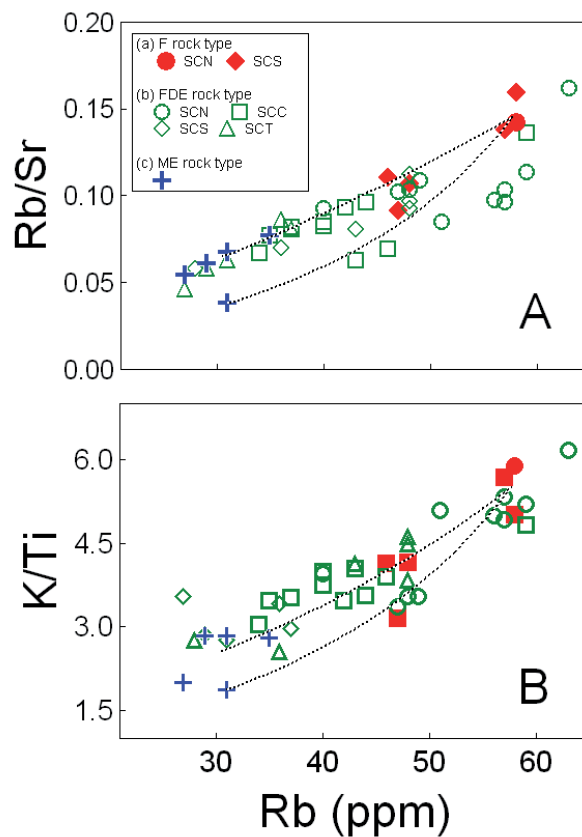 0.20
0.15
0.10
0.05
0.00
Rb/Sr
(a) F rock type
SCN SCS
(b) FDE rock type
SCN SCC
SCS SCT
(c) ME rock type
A
6.0
4.5
3.0
1.5
K/Ti
B
30 40 50 60
Rb (ppm)